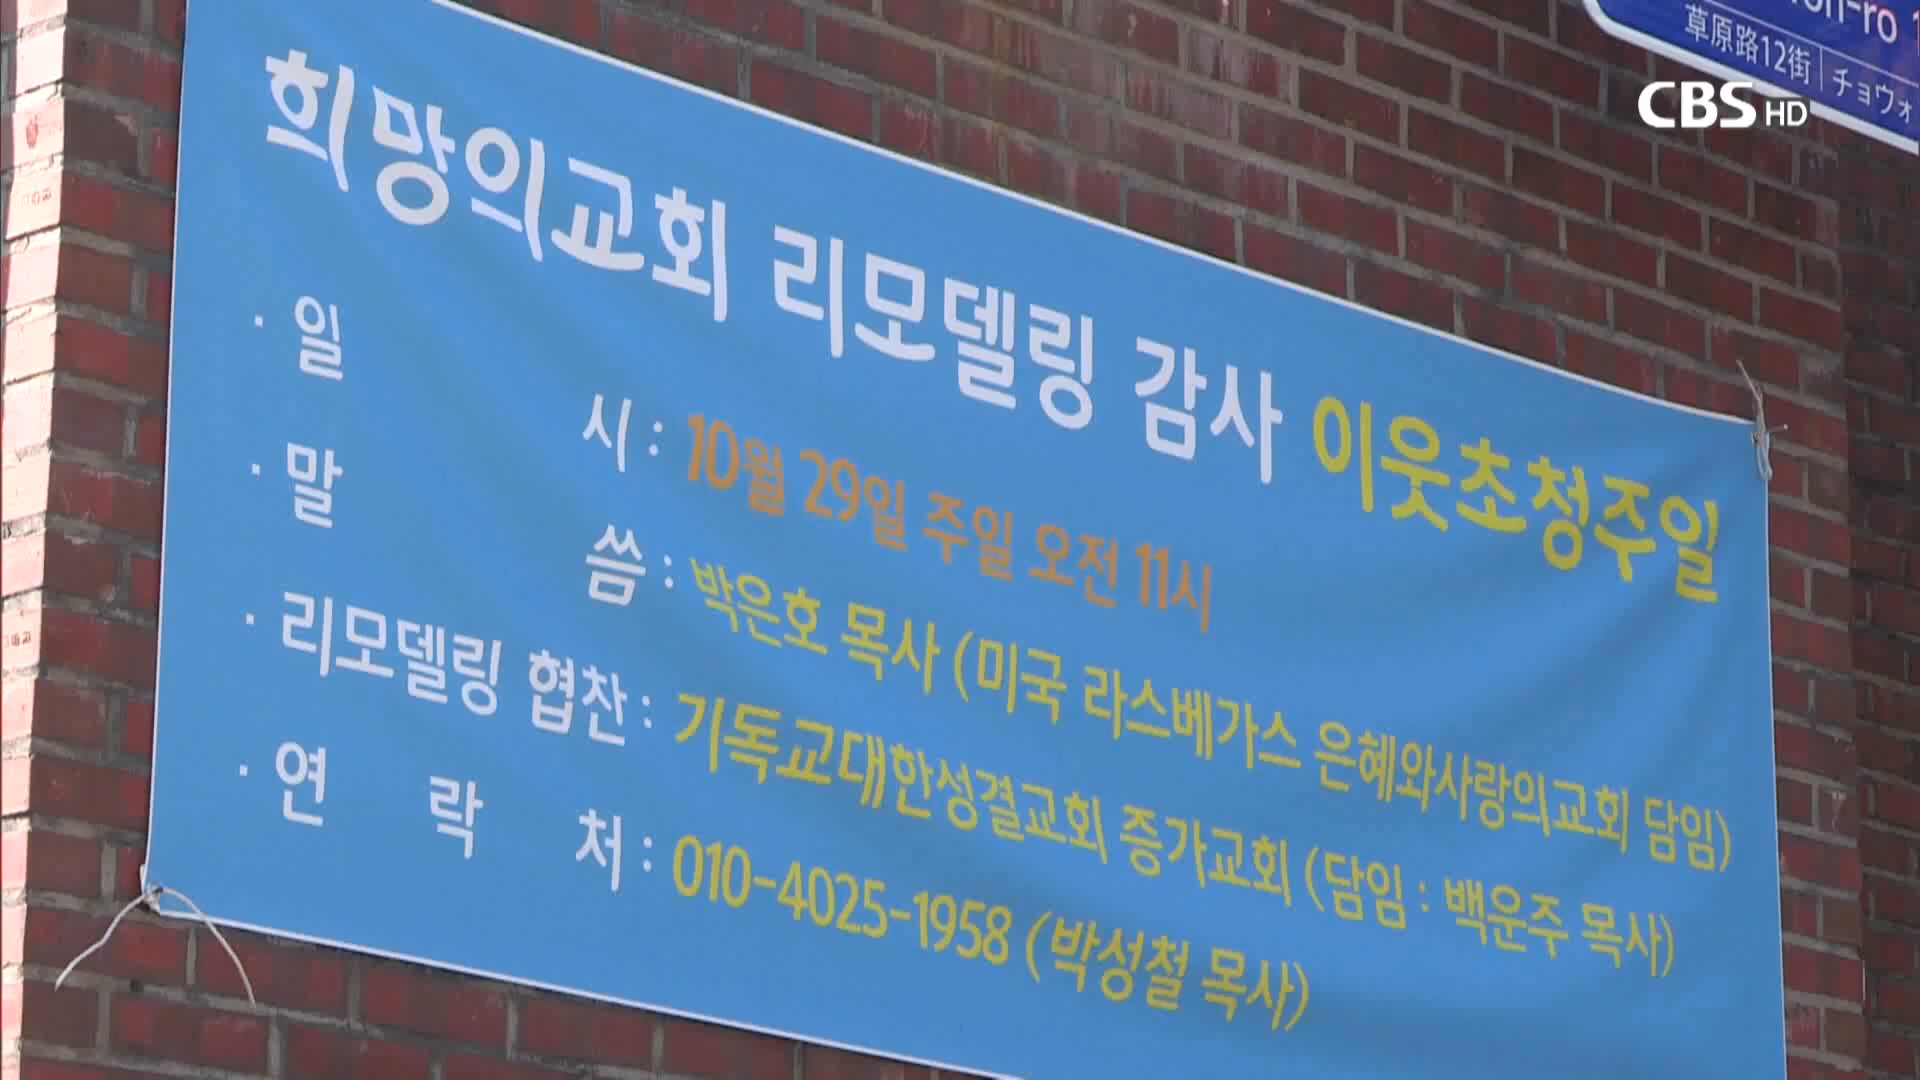 희망의교회 리모델링 감사 이웃초청주일
· 일 시 : 10월 29일 주일 오전 11시
· 말 씀 : 박은호 목사 (미국 라스베가스 은혜와사랑의교회 담임)
· 리모델링 협찬 : 기독교대한성결교회 증가교회 (담임 : 백운주 목사)
· 연 락 처 : 010-4025-1958 (박성철 목사)
on-ro 1
草原路12街 | チョウォ
CBS HD